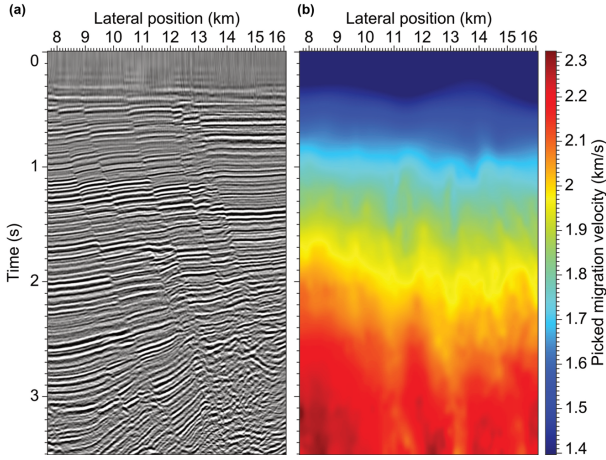 (a)
Lateral position (km)
8 9 10 11 12 13 14 15 16
0
1
2
3
Time (s)
(b)
Lateral position (km)
8 9 10 11 12 13 14 15 16
2.3
2.2
2.1
2
1.9
1.8
1.7
1.6
1.5
1.4
Picked migration velocity (km/s)